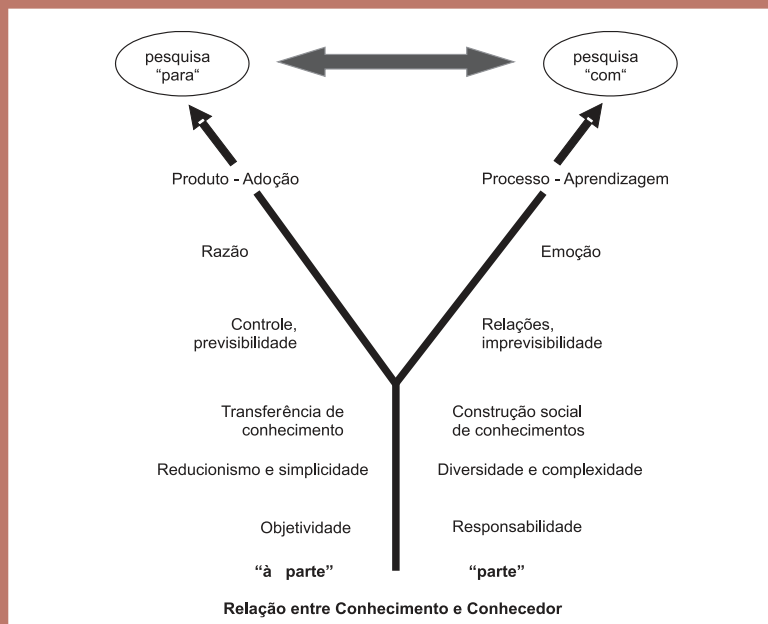 pesquisa
“para“
pesquisa
“com“
Produto - Adoção
Processo - Aprendizagem
Razão
Emoção
Controle,
previsibilidade
Relações,
imprevisibilidade
Transferência de
conhecimento
Construção social
de conhecimentos
Reducionismo e simplicidade
Diversidade e complexidade
Objetividade
Responsabilidade
“à parte”
“parte”
Relação entre Conhecimento e Conhecedor